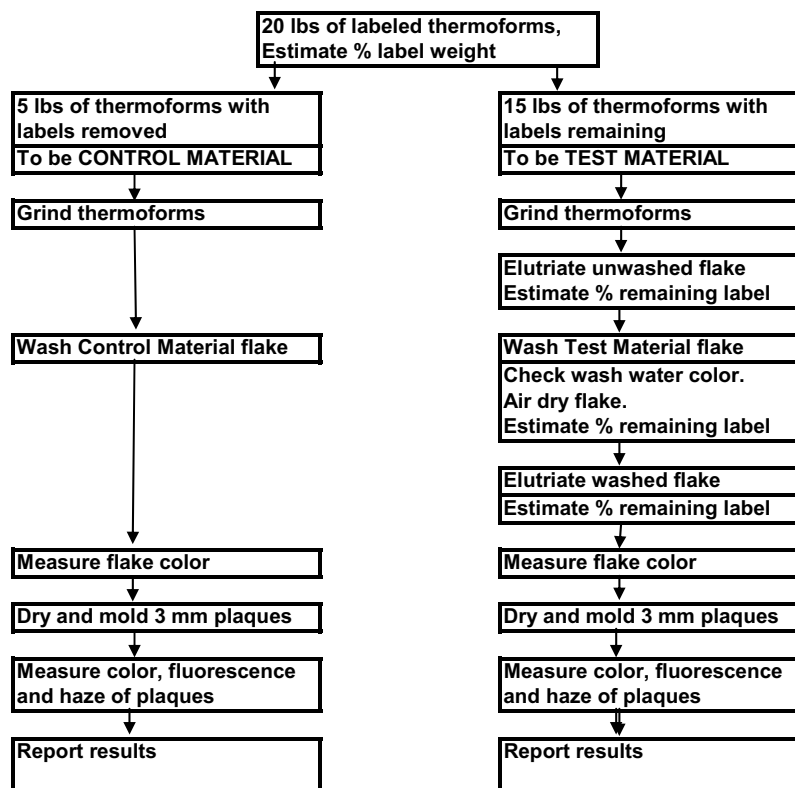 20 lbs of labeled thermoforms,
Estimate % label weight
5 lbs of thermoforms with
labels removed
To be CONTROL MATERIAL
Grind thermoforms
Wash Control Material flake
Measure flake color
Dry and mold 3 mm plaques
Measure color, fluorescence
and haze of plaques
Report results
15 lbs of thermoforms with
labels remaining
To be TEST MATERIAL
Grind thermoforms
Elutriate unwashed flake
Estimate % remaining label
Wash Test Material flake
Check wash water color.
Air dry flake.
Estimate % remaining label
Elutriate washed flake
Estimate % remaining label
Measure flake color
Dry and mold 3 mm plaques
Measure color, fluorescence
and haze of plaques
Report results